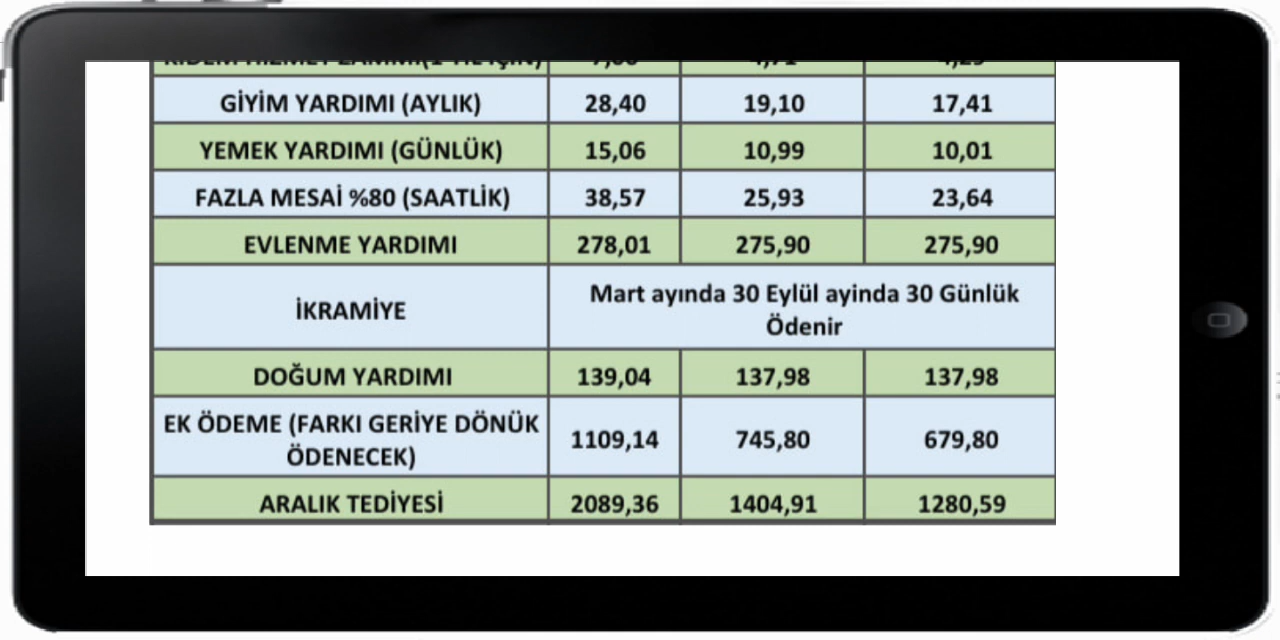 GİYİM YARDIMI (AYLIK) 28,40 19,10 17,41
YEMEK YARDIMI (GÜNLÜK) 15,06 10,99 10,01
FAZLA MESAİ %80 (SAATLİK) 38,57 25,93 23,64
EVLENME YARDIMI 278,01 275,90 275,90
İKRAMİYE
Mart ayında 30 Eylül ayinda 30 Günlük
Ödenir
DOĞUM YARDIMI 139,04 137,98 137,98
EK ÖDEME (FARKI GERİYE DÖNÜK
ÖDENECEK) 1109,14 745,80 679,80
ARALIK TEDİYESİ 2089,36 1404,91 1280,59